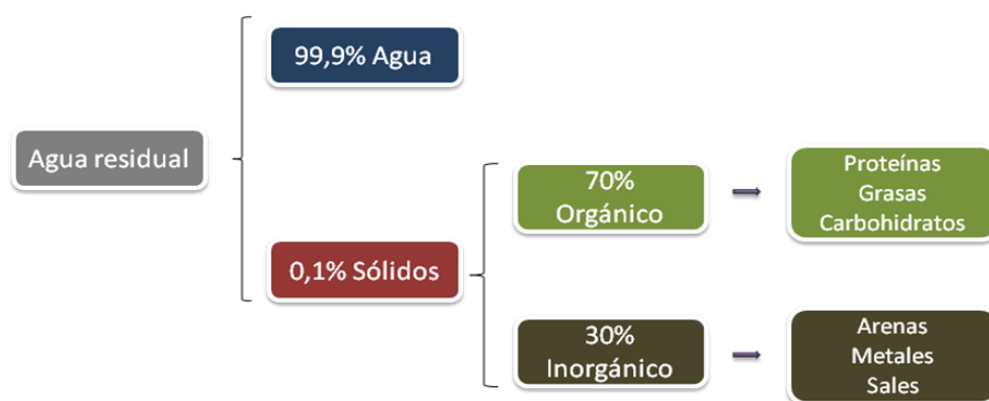 Agua residual
99,9% Agua
0,1% Sólidos
70%
Orgánico
Proteínas
Grasas
Carbohidratos
30%
Inorgánico
Arenas
Metales
Sales